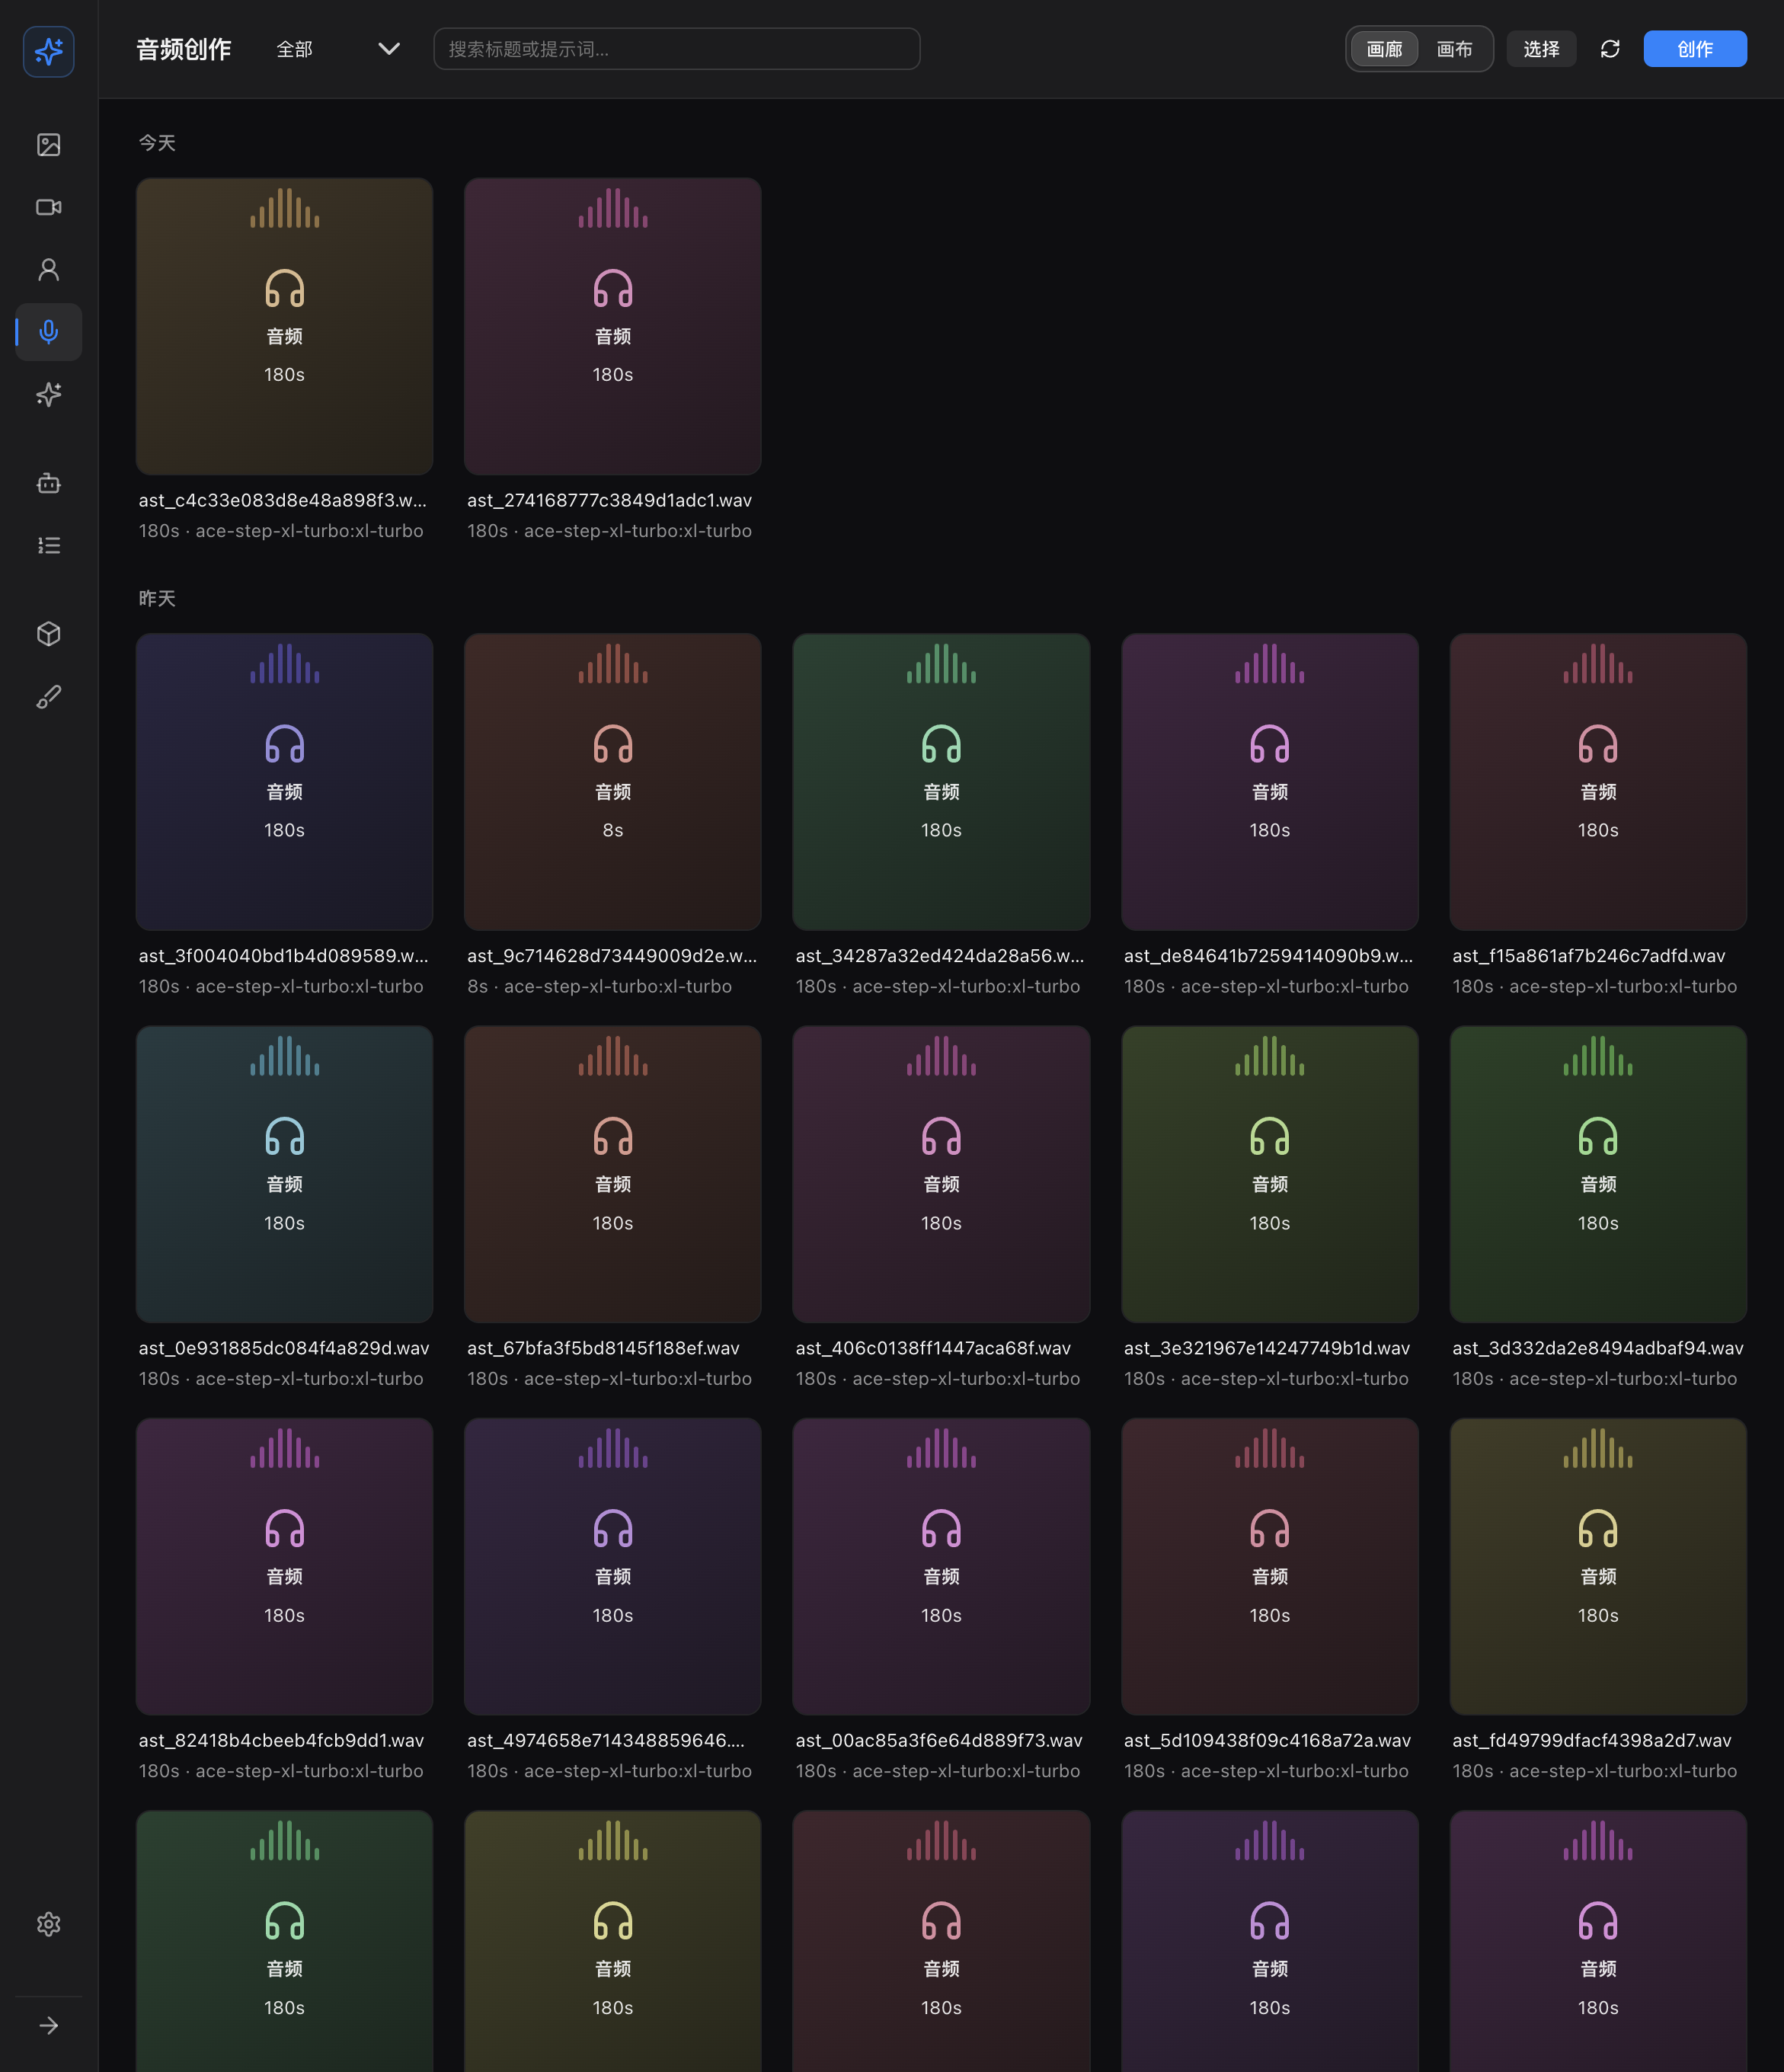 音频创作
全部
搜索标题或提示词...
画廊
画布
选择
创作
今天
音频
180s
ast_c4c33e083d8e48a898f3.w...
180s · ace-step-xl-turbo:xl-turbo
音频
180s
ast_274168777c3849d1adc1.wav
180s · ace-step-xl-turbo:xl-turbo
昨天
音频
180s
ast_3f004040bd1b4d089589.w...
180s · ace-step-xl-turbo:xl-turbo
音频
8s
ast_9c714628d73449009d2e.w...
8s · ace-step-xl-turbo:xl-turbo
音频
180s
ast_34287a32ed424da28a56.w...
180s · ace-step-xl-turbo:xl-turbo
音频
180s
ast_de84641b7259414090b9.w...
180s · ace-step-xl-turbo:xl-turbo
音频
180s
ast_f15a861af7b246c7adfd.wav
180s · ace-step-xl-turbo:xl-turbo
音频
180s
ast_0e931885dc084f4a829d.wav
180s · ace-step-xl-turbo:xl-turbo
音频
180s
ast_67bfa3f5bd8145f188ef.wav
180s · ace-step-xl-turbo:xl-turbo
音频
180s
ast_406c0138ff1447aca68f.wav
180s · ace-step-xl-turbo:xl-turbo
音频
180s
ast_3e321967e14247749b1d.wav
180s · ace-step-xl-turbo:xl-turbo
音频
180s
ast_3d332da2e8494adbaf94.wav
180s · ace-step-xl-turbo:xl-turbo
音频
180s
ast_82418b4cbeeb4fcb9dd1.wav
180s · ace-step-xl-turbo:xl-turbo
音频
180s
ast_4974658e714348859646....
180s · ace-step-xl-turbo:xl-turbo
音频
180s
ast_00ac85a3f6e64d889f73.wav
180s · ace-step-xl-turbo:xl-turbo
音频
180s
ast_5d109438f09c4168a72a.wav
180s · ace-step-xl-turbo:xl-turbo
音频
180s
ast_fd49799dfacf4398a2d7.wav
180s · ace-step-xl-turbo:xl-turbo
音频
180s
音频
180s
音频
180s
音频
180s
音频
180s